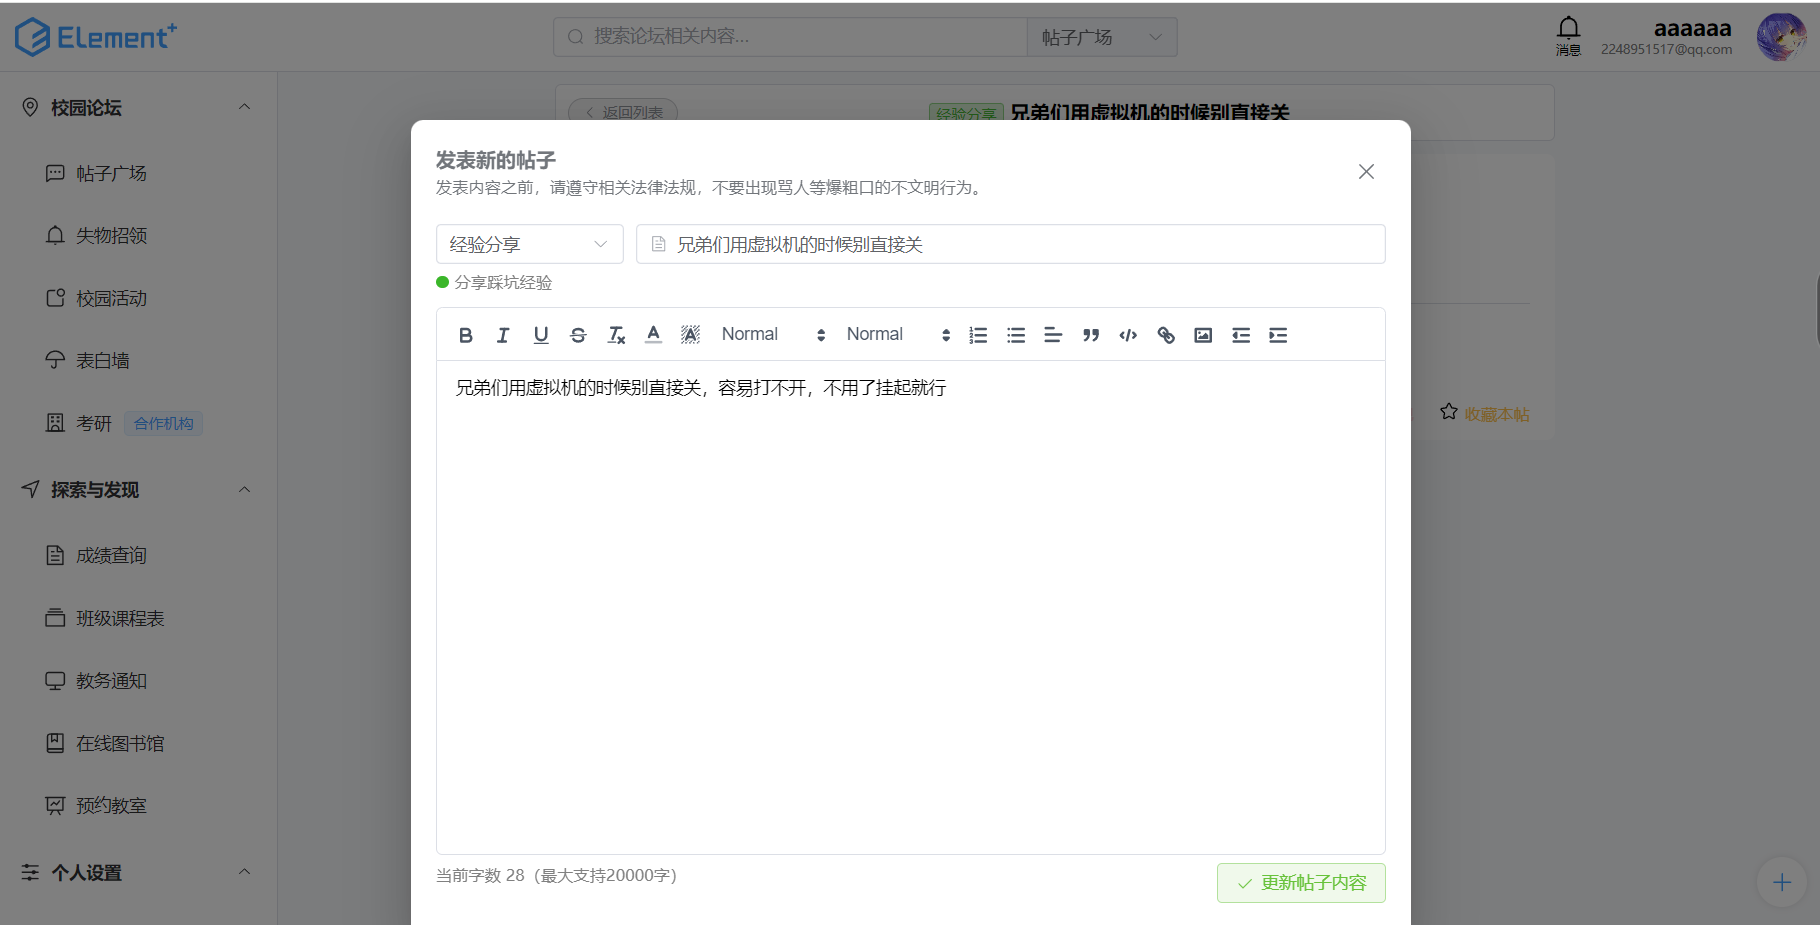 Element+
搜索论坛相关内容...
帖子广场
消息
aaaaaa
2248951517@qq.com
校园论坛
帖子广场
失物招领
校园活动
表白墙
考研 合作机构
探索与发现
成绩查询
班级课程表
教务通知
在线图书馆
预约教室
个人设置
返回列表
经验分享 兄弟们用虚拟机的时候别直接关
发表新的帖子
发表内容之前，请遵守相关法律法规，不要出现骂人等爆粗口的不文明行为。
经验分享
兄弟们用虚拟机的时候别直接关
分享踩坑经验
Normal Normal
兄弟们用虚拟机的时候别直接关，容易打不开，不用了挂起就行
收藏本帖
当前字数 28（最大支持20000字）
更新帖子内容